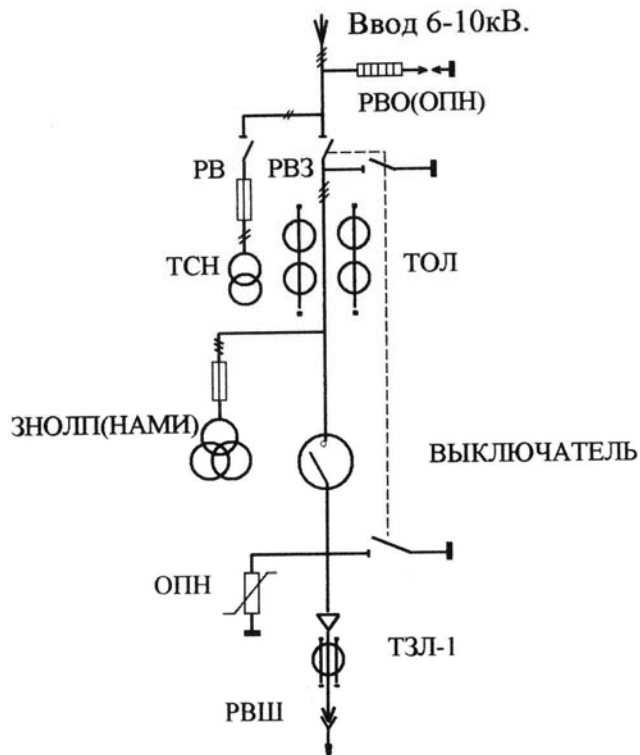 Ввод 6-10кВ.
РВО(ОПН)
РВ
РВЗ
ТСН
ТОЛ
ЗНОЛП(НАМИ)
ВЫКЛЮЧАТЕЛЬ
ОПН
ТЗЛ-1
РВШ